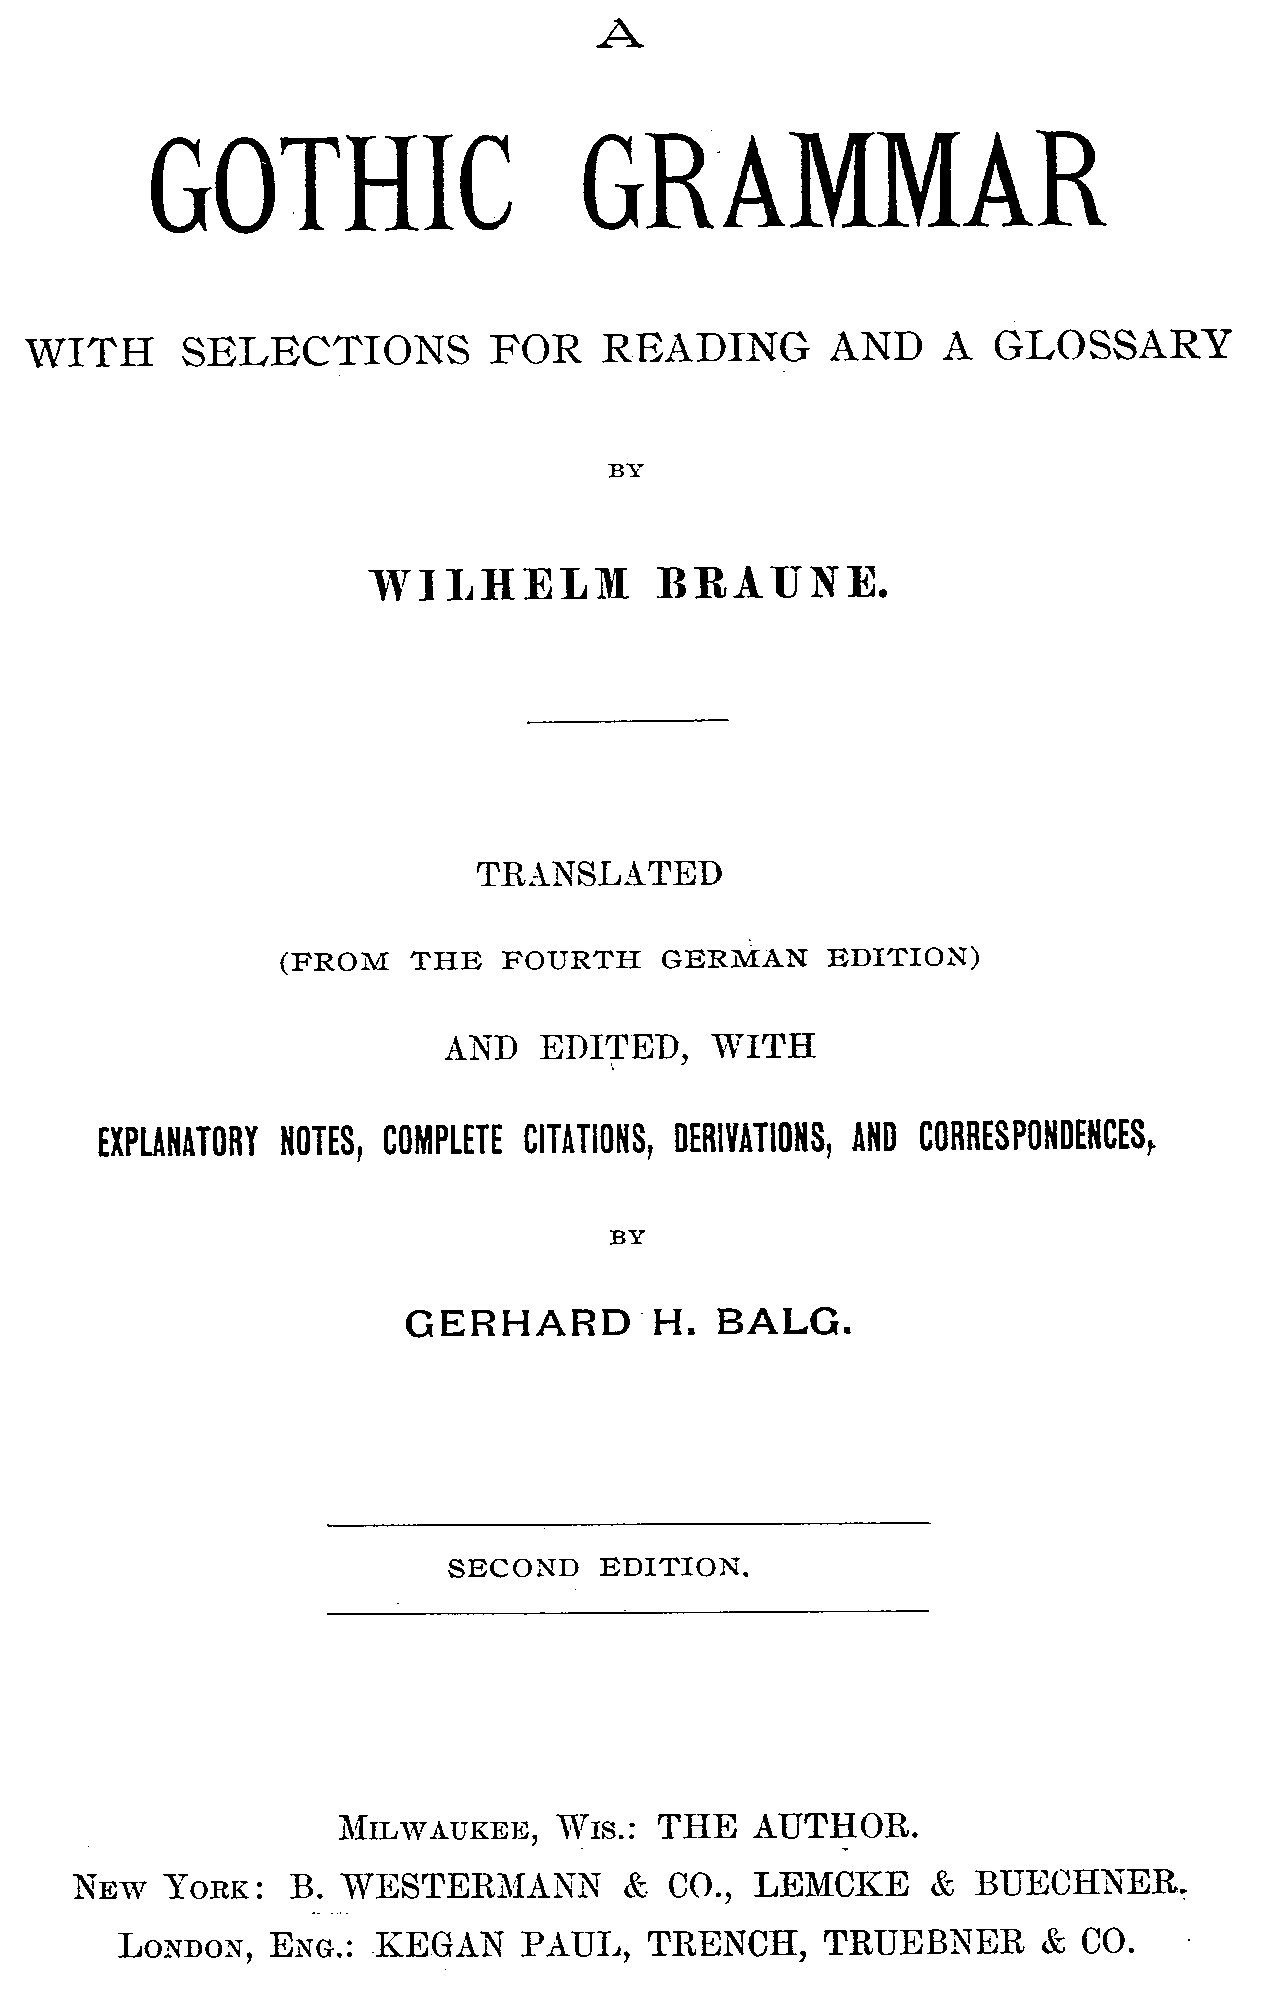 A
GOTHIC GRAMMAR
WITH SELECTIONS FOR READING AND A GLOSSARY
BY
WILHELM BRAUNE.
TRANSLATED
(FROM THE FOURTH GERMAN EDITION)
AND EDITED, WITH
EXPLANATORY NOTES, COMPLETE CITATIONS, DERIVATIONS, AND CORRESPONDENCES,
BY
GERHARD H. BALG.
SECOND EDITION.
MILWAUKEE, WIS.: THE AUTHOR.
NEW YORK: B. WESTERMANN & CO., LEMCKE & BUECHNER.
LONDON, ENG.: KEGAN PAUL, TRENCH, TRUEBNER & CO.